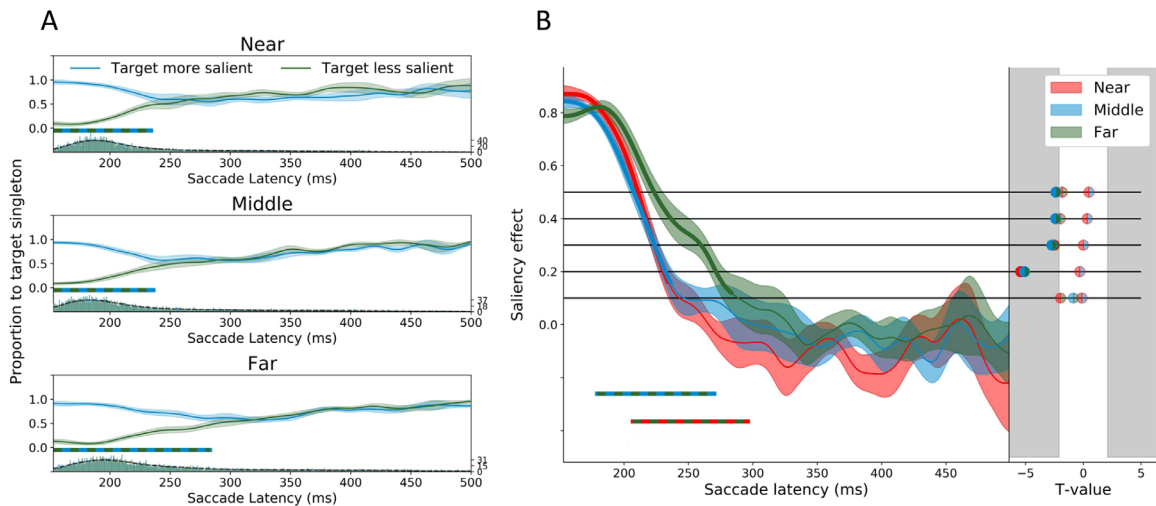 A
Near
Target more salient
Target less salient
1.0
0.5
0.0
40
20
0
200 250 300 350 400 450 500
Saccade Latency (ms)
Middle
1.0
0.5
0.0
37
18
0
200 250 300 350 400 450 500
Saccade Latency (ms)
Far
1.0
0.5
0.0
31
15
0
200 250 300 350 400 450 500
Saccade Latency (ms)
Proportion to target singleton
B
Near
Middle
Far
0.8
0.6
0.4
0.2
0.0
Saliency effect
200 250 300 350 400 450
Saccade latency (ms)
−5 0 5
T-value